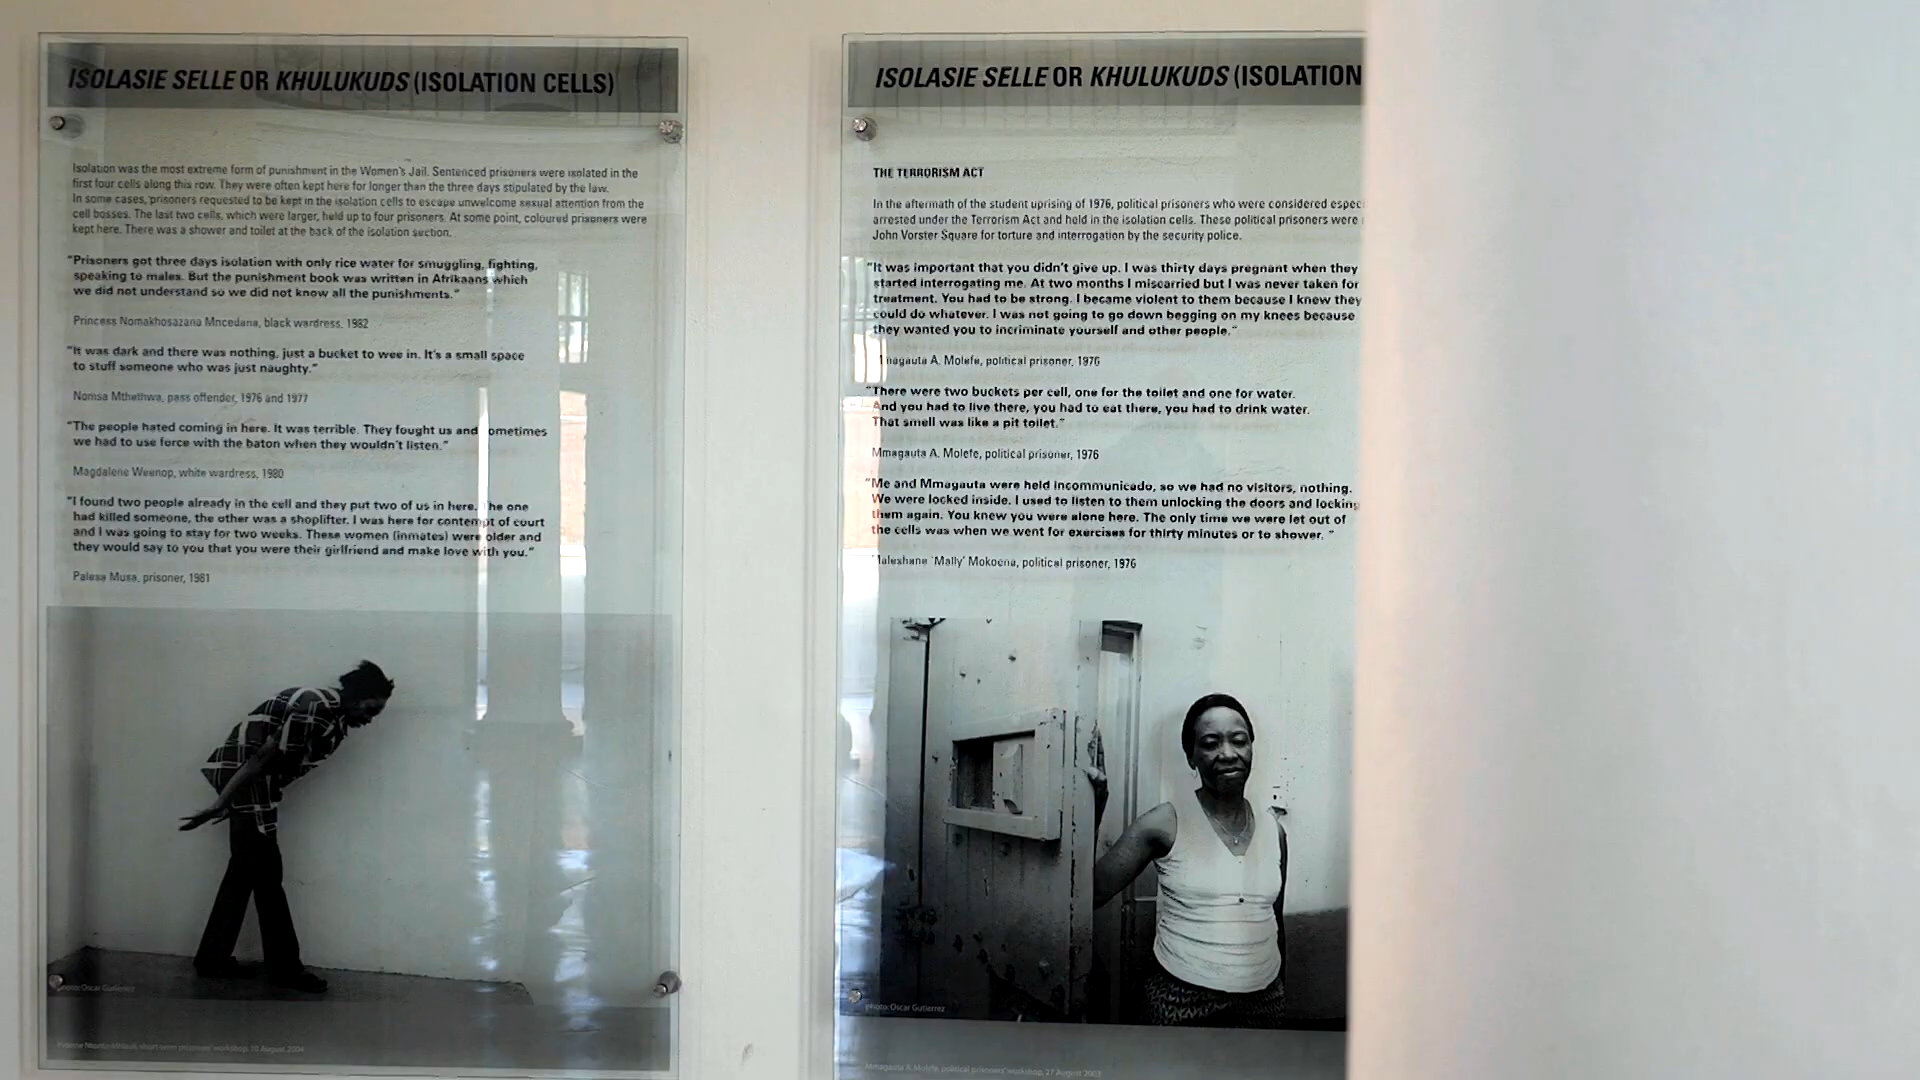 ISOLASIE SELLE OR KHULUKUDS (ISOLATION CELLS)
Isolation was the most extreme form of punishment in the Women's Jail. Sentenced prisoners were isolated in the
first four cells along this row. They were often kept here for longer than the three days stipulated by the law.
In some cases, prisoners requested to be kept in the isolation cells to escape unwelcome sexual attention from the
cell bosses. The last two cells, which were larger, held up to four prisoners. At some point, coloured prisoners were
kept here. There was a shower and toilet at the back of the isolation section.
"Prisoners got three days isolation with only rice water for smuggling, fighting,
speaking to males. But the punishment book was written in Afrikaans which
we did not understand so we did not know all the punishments."
Princess Nomakhosazana Mncedana, black wardress, 1982
"It was dark and there was nothing, just a bucket to wee in. It's a small space
to stuff someone who was just naughty."
Nomsa Mthethwa, pass offender, 1976 and 1977
"The people hated coming in here. It was terrible. They fought us and ometimes
we had to use force with the baton when they wouldn't listen."
Magdalene Weenop, white wardress, 1980
"I found two people already in the cell and they put two of us in here. The one
had killed someone, the other was a shoplifter. I was here for contempt of court
and I was going to stay for two weeks. These women (inmates) were older and
they would say to you that you were their girlfriend and make love with you."
Palesa Musa, prisoner, 1981
photo: Oscar Gutierrez
short-term prisoners' workshop, 10 August 2004
ISOLASIE SELLE OR KHULUKUDS (ISOLATION
THE TERRORISM ACT
In the aftermath of the student uprising of 1976, political prisoners who were considered espec
arrested under the Terrorism Act and held in the isolation cells. These political prisoners were
John Vorster Square for torture and interrogation by the security police.
"It was important that you didn't give up. I was thirty days pregnant when they
started interrogating me. At two months I miscarried but I was never taken for
treatment. You had to be strong. I became violent to them because I knew they
could do whatever. I was not going to go down begging on my knees because
they wanted you to incriminate yourself and other people."
Mmagauta A. Molefe, political prisoner, 1976
"There were two buckets per cell, one for the toilet and one for water.
And you had to live there, you had to eat there, you had to drink water.
That smell was like a pit toilet."
Mmagauta A. Molefe, political prisoner, 1976
"Me and Mmagauta were held incommunicado, so we had no visitors, nothing.
We were locked inside. I used to listen to them unlocking the doors and locking
them again. You knew you were alone here. The only time we were let out of
the cells was when we went for exercises for thirty minutes or to shower. "
Maleshane 'Mally' Mokoena, political prisoner, 1976
photo: Oscar Gutierrez
Mmagauta A. Molefe, political prisoners' workshop, 27 August 2003